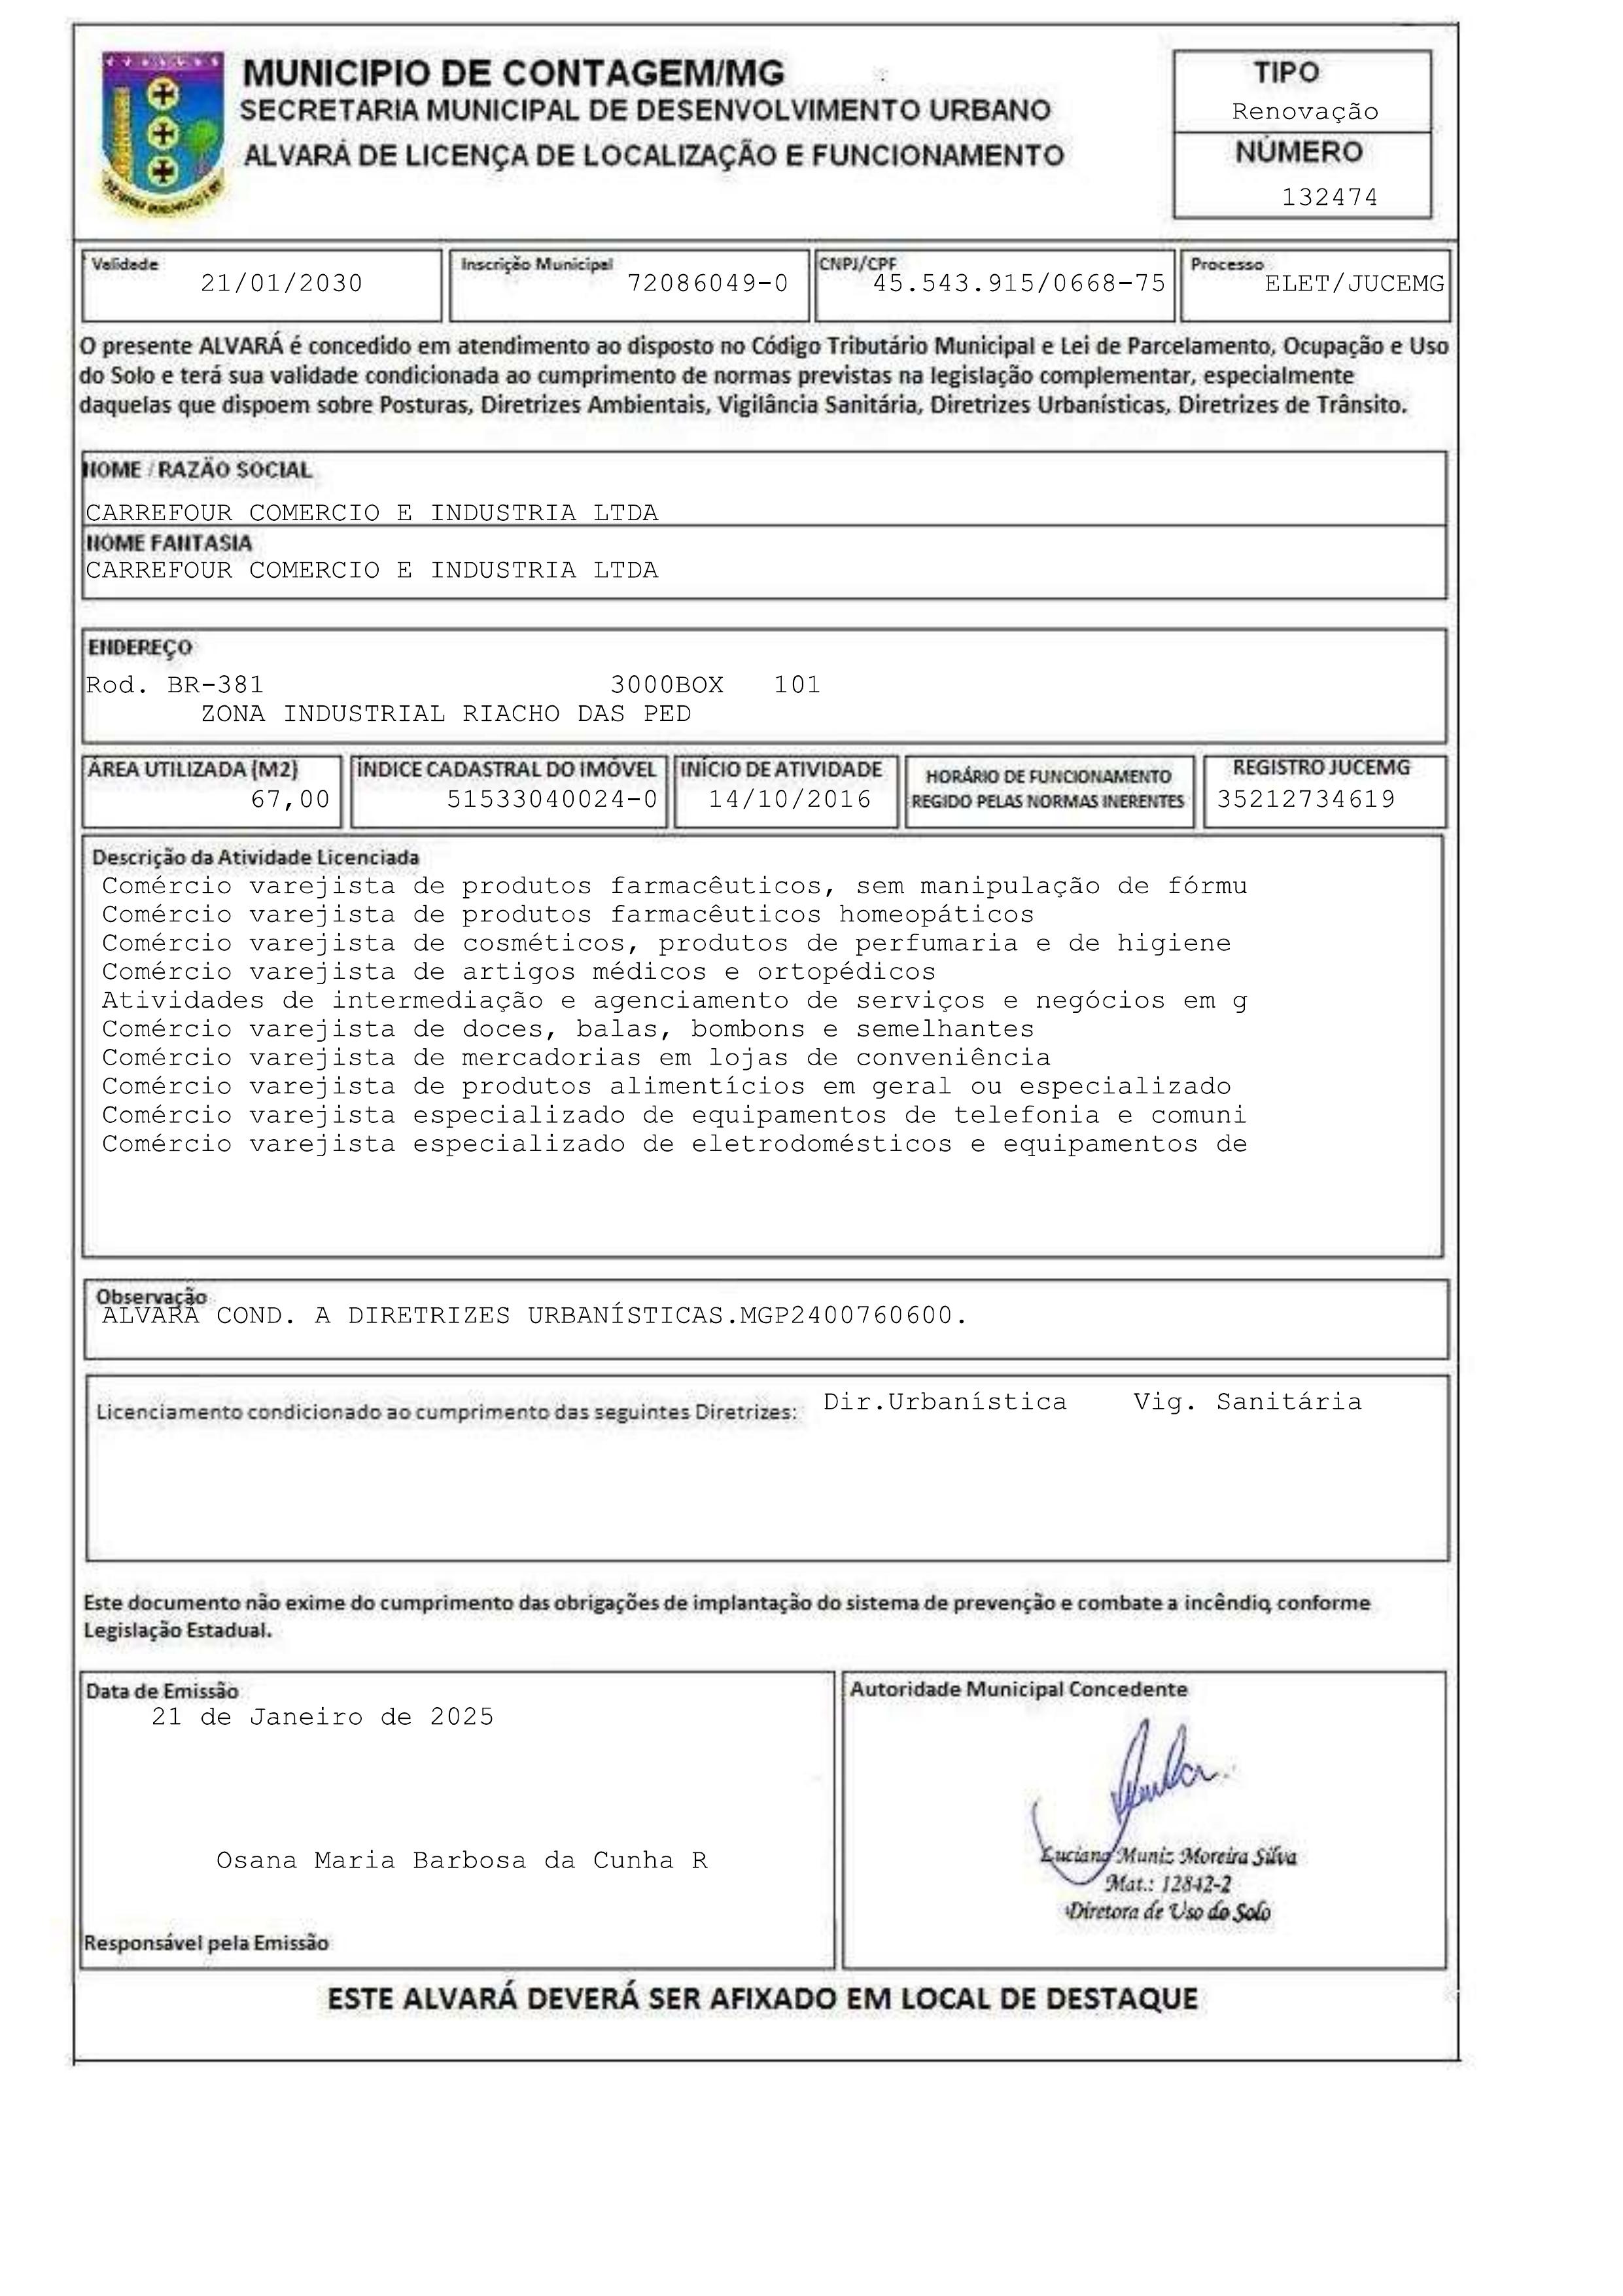 MUNICIPIO DE CONTAGEM/MG
SECRETARIA MUNICIPAL DE DESENVOLVIMENTO URBANO
ALVARÁ DE LICENÇA DE LOCALIZAÇÃO E FUNCIONAMENTO
TIPO
Renovação
NÚMERO
132474
Validade
21/01/2030
Inscrição Municipal
72086049-0
CNPJ/CPF
45.543.915/0668-75
Processo
ELET/JUCEMG
O presente ALVARÁ é concedido em atendimento ao disposto no Código Tributário Municipal e Lei de Parcelamento, Ocupação e Uso
do Solo e terá sua validade condicionada ao cumprimento de normas previstas na legislação complementar, especialmente
daquelas que dispoem sobre Posturas, Diretrizes Ambientais, Vigilância Sanitária, Diretrizes Urbanísticas, Diretrizes de Trânsito.
NOME / RAZÃO SOCIAL
CARREFOUR COMERCIO E INDUSTRIA LTDA
NOME FANTASIA
CARREFOUR COMERCIO E INDUSTRIA LTDA
ENDEREÇO
Rod. BR-381 3000BOX 101
ZONA INDUSTRIAL RIACHO DAS PED
ÁREA UTILIZADA (M2)
67,00
ÍNDICE CADASTRAL DO IMÓVEL
51533040024-0
INÍCIO DE ATIVIDADE
14/10/2016
HORÁRIO DE FUNCIONAMENTO
REGIDO PELAS NORMAS INERENTES
REGISTRO JUCEMG
35212734619
Descrição da Atividade Licenciada
Comércio varejista de produtos farmacêuticos, sem manipulação de fórmu
Comércio varejista de produtos farmacêuticos homeopáticos
Comércio varejista de cosméticos, produtos de perfumaria e de higiene
Comércio varejista de artigos médicos e ortopédicos
Atividades de intermediação e agenciamento de serviços e negócios em g
Comércio varejista de doces, balas, bombons e semelhantes
Comércio varejista de mercadorias em lojas de conveniência
Comércio varejista de produtos alimentícios em geral ou especializado
Comércio varejista especializado de equipamentos de telefonia e comuni
Comércio varejista especializado de eletrodomésticos e equipamentos de
Observação
ALVARÁ COND. A DIRETRIZES URBANÍSTICAS.MGP2400760600.
Licenciamento condicionado ao cumprimento das seguintes Diretrizes: Dir.Urbanística Vig. Sanitária
Este documento não exime do cumprimento das obrigações de implantação do sistema de prevenção e combate a incêndio, conforme
Legislação Estadual.
Data de Emissão
21 de Janeiro de 2025
Osana Maria Barbosa da Cunha R
Responsável pela Emissão
Autoridade Municipal Concedente
Luciana Muniz Moreira Silva
Mat.: 12842-2
Diretora de Uso do Solo
ESTE ALVARÁ DEVERÁ SER AFIXADO EM LOCAL DE DESTAQUE